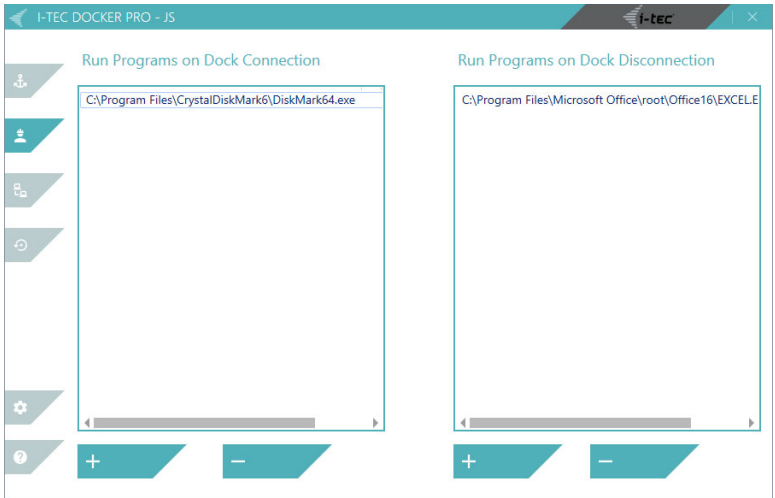 I-TEC DOCKER PRO - JS
i-tec
Run Programs on Dock Connection
Run Programs on Dock Disconnection
C:\Program Files\CrystalDiskMark6\DiskMark64.exe
C:\Program Files\Microsoft Office\root\Office16\EXCEL.E